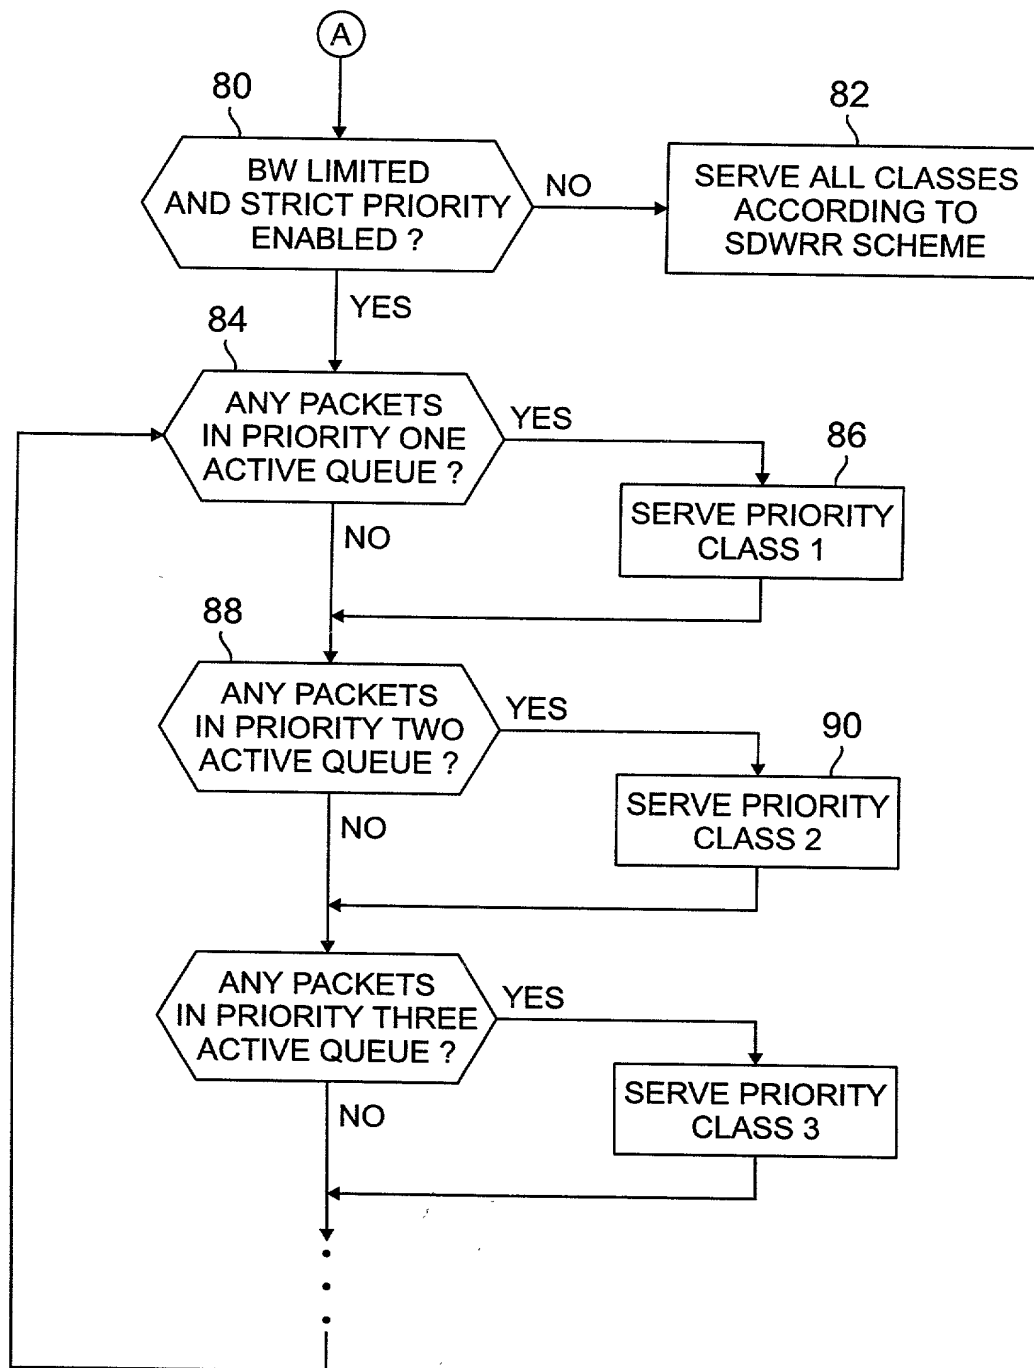 A
80
BW LIMITED
AND STRICT PRIORITY
ENABLED ?
NO
82
SERVE ALL CLASSES
ACCORDING TO
SDWRR SCHEME
YES
84
ANY PACKETS
IN PRIORITY ONE
ACTIVE QUEUE ?
YES
86
SERVE PRIORITY
CLASS 1
NO
88
ANY PACKETS
IN PRIORITY TWO
ACTIVE QUEUE ?
YES
90
SERVE PRIORITY
CLASS 2
NO
ANY PACKETS
IN PRIORITY THREE
ACTIVE QUEUE ?
YES
SERVE PRIORITY
CLASS 3
NO